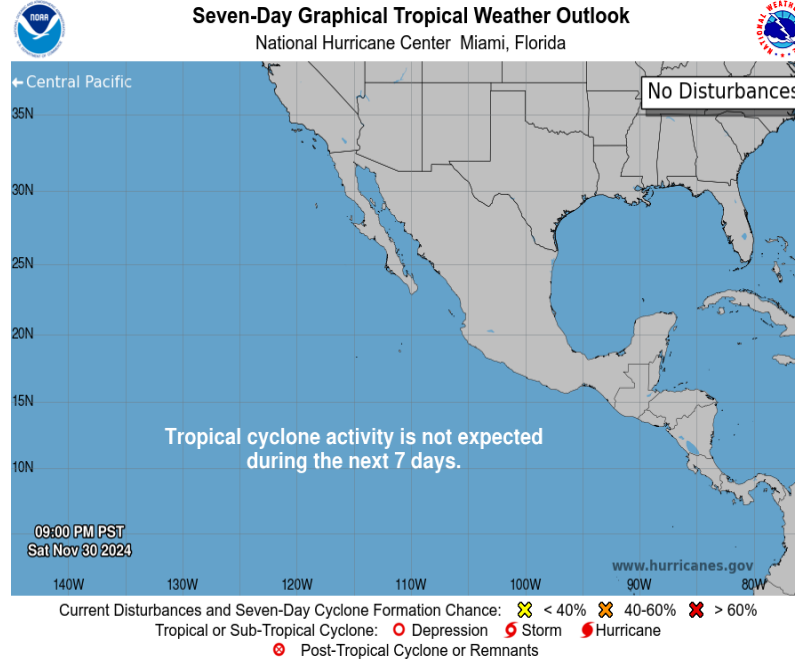 Seven-Day Graphical Tropical Weather Outlook
National Hurricane Center Miami, Florida
NOAA
NATIONAL WEATHE
← Central Pacific
No Disturbances
35N
30N
25N
20N
15N
10N
Tropical cyclone activity is not expected
during the next 7 days.
09:00 PM PST
Sat Nov 30 2024
www.hurricanes.gov
140W 130W 120W 110W 100W 90W 80W
Current Disturbances and Seven-Day Cyclone Formation Chance: < 40% 40-60% > 60%
Tropical or Sub-Tropical Cyclone: Depression Storm Hurricane
Post-Tropical Cyclone or Remnants